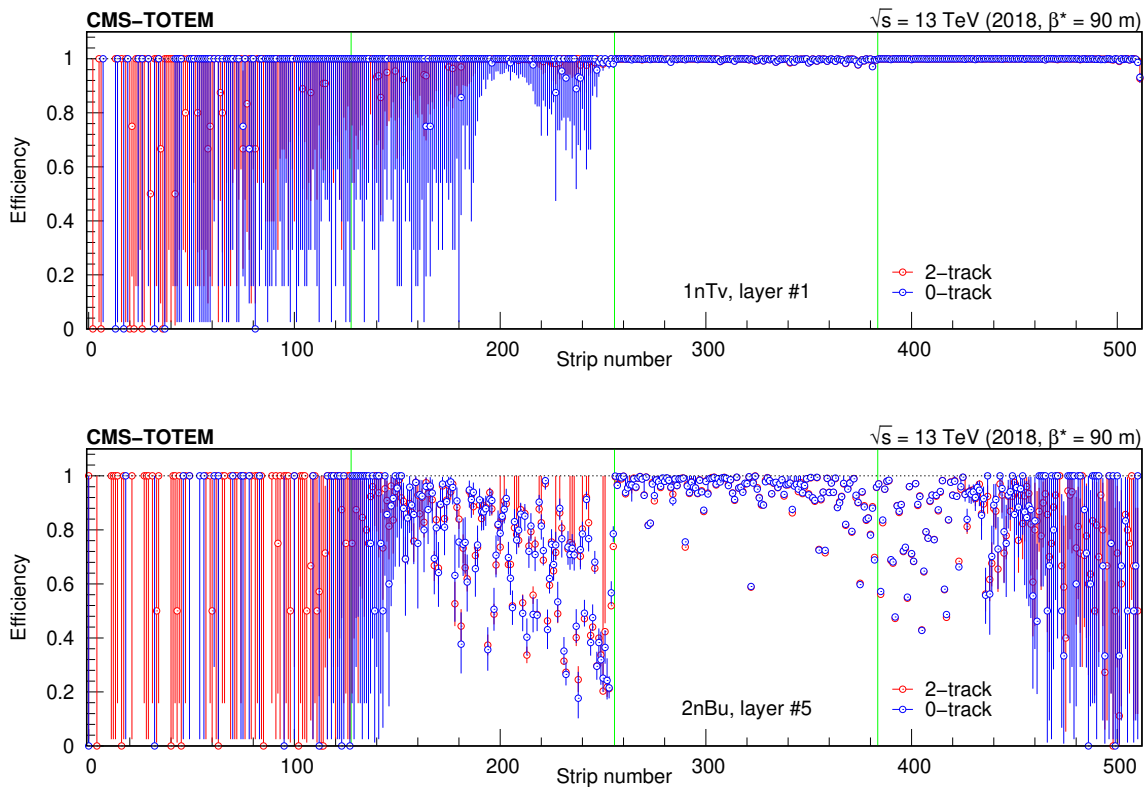 CMS−TOTEM √s = 13 TeV (2018, β* = 90 m)
1
0.8
0.6
0.4
0.2
0
Efficiency
2−track
0−track
1nTv, layer #1
0 100 200 300 400 500
Strip number
CMS−TOTEM √s = 13 TeV (2018, β* = 90 m)
1
0.8
0.6
0.4
0.2
0
Efficiency
2−track
0−track
2nBu, layer #5
0 100 200 300 400 500
Strip number